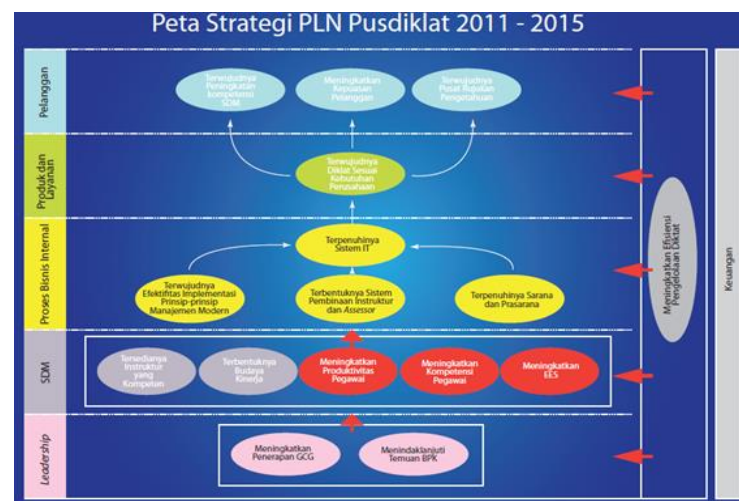 Peta Strategi PLN Pusdiklat 2011 - 2015
Pelanggan
Terwujudnya
Peningkatan
kompetensi
SDM
Meningkatkan
Kepuasan
Pelanggan
Terwujudnya
Pusat Rujukan
Pengetahuan
Produk dan
Layanan
Terwujudnya
Diklat Sesuai
Kebutuhan
Perusahaan
Proses Bisnis Internal
Terpenuhinya
Sistem IT
Terwujudnya
Efektifitas Implementasi
Prinsip-prinsip
Manajemen Modern
Terbentuknya Sistem
Pembinaan Instruktur
dan Assessor
Terpenuhinya Sarana
dan Prasarana
SDM
Tersedianya
Instruktur
yang
Kompeten
Terbentuknya
Budaya
Kinerja
Meningkatkan
Produktivitas
Pegawai
Meningkatkan
Kompetensi
Pegawai
Meningkatkan
EES
Leadership
Meningkatkan
Penerapan GCG
Menindaklanjuti
Temuan BPK
Meningkatkan Efisiensi
Pengelolaan Diktat
Keuangan